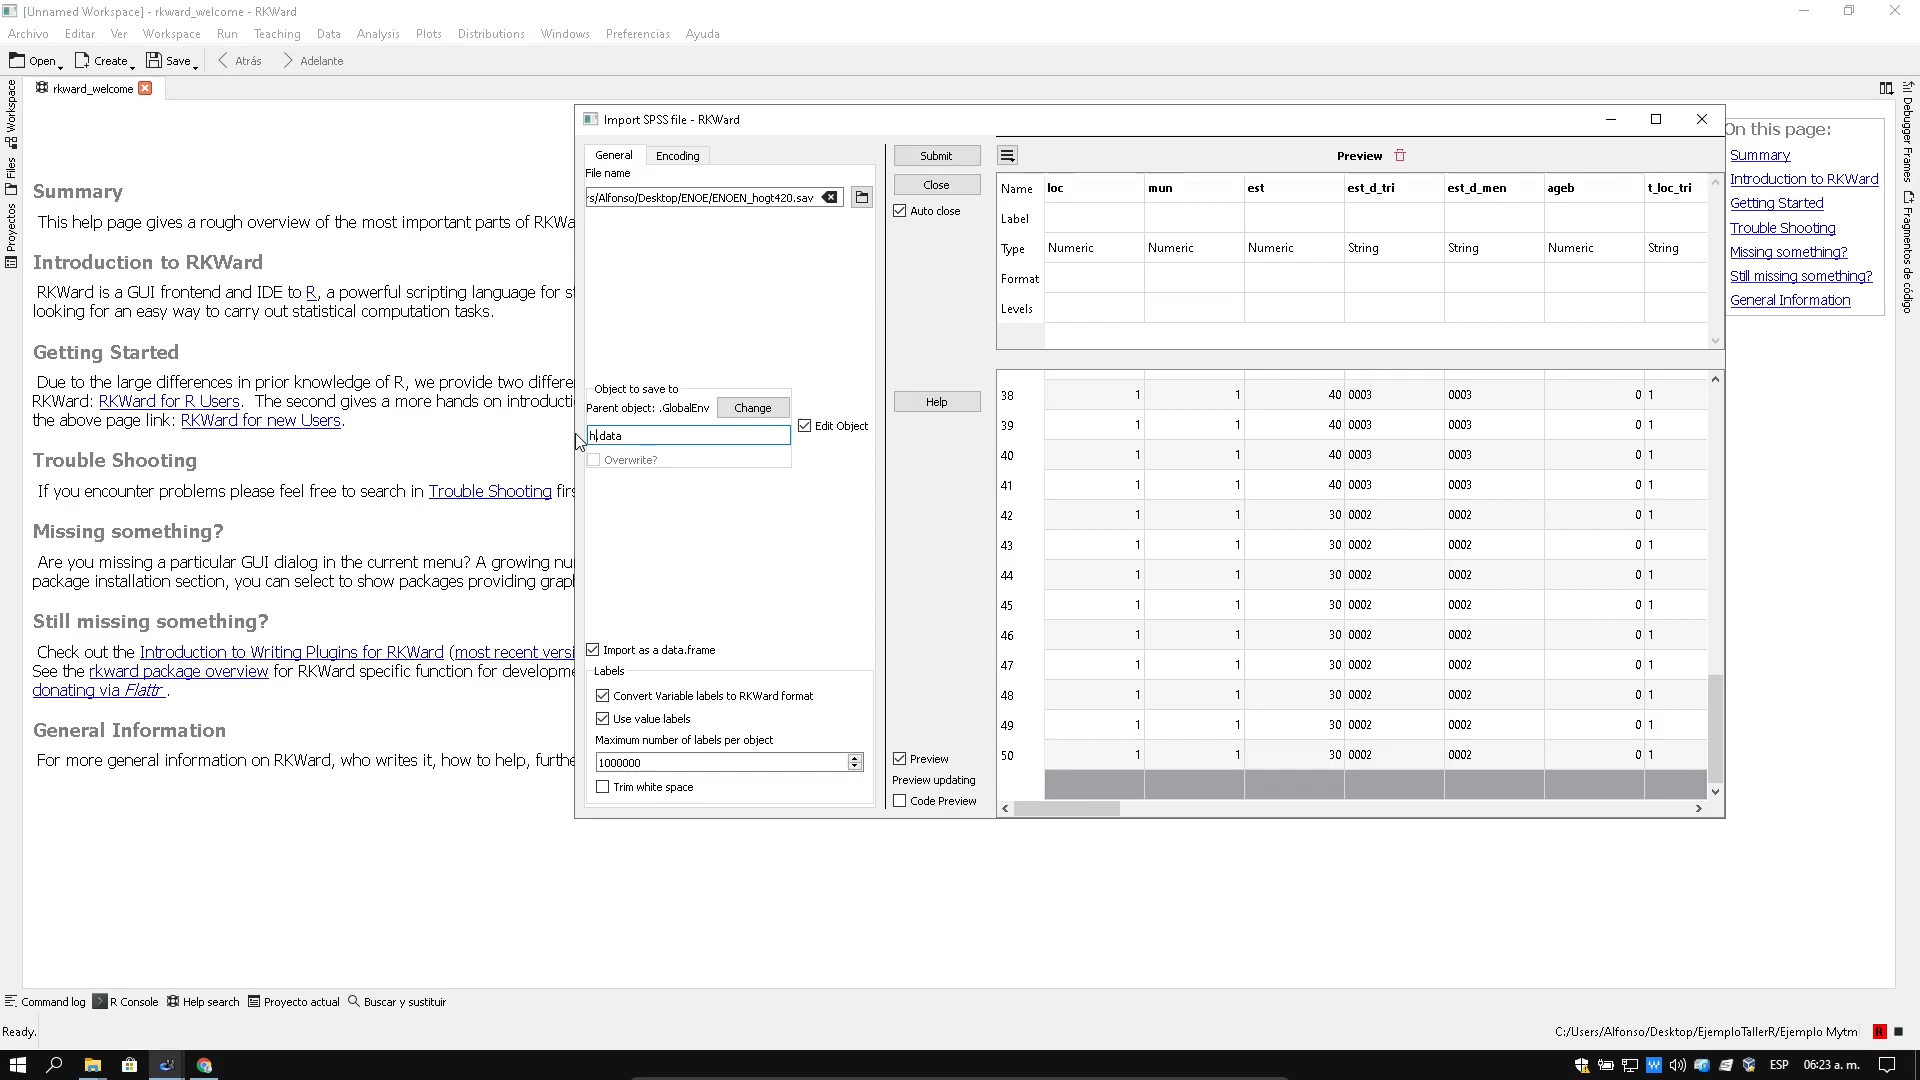 [Unnamed Workspace] - rkward_welcome - RKWard
Archivo Editar Ver Workspace Run Teaching Data Analysis Plots Distributions Windows Preferencias Ayuda
Open Create Save Atrás Adelante
rkward_welcome
Workspace
Files
Proyectos
Summary
This help page gives a rough overview of the most important parts of RKWa
Introduction to RKWard
RKWard is a GUI frontend and IDE to R, a powerful scripting language for st
looking for an easy way to carry out statistical computation tasks.
Getting Started
Due to the large differences in prior knowledge of R, we provide two differe
RKWard: RKWard for R Users. The second gives a more hands on introducti
the above page link: RKWard for new Users.
Trouble Shooting
If you encounter problems please feel free to search in Trouble Shooting firs
Missing something?
Are you missing a particular GUI dialog in the current menu? A growing nu
package installation section, you can select to show packages providing grap
Still missing something?
Check out the Introduction to Writing Plugins for RKWard (most recent versi
See the rkward package overview for RKWard specific function for developme
donating via Flattr .
General Information
For more general information on RKWard, who writes it, how to help, furthe
Import SPSS file - RKWard
General Encoding
File name
rs/Alfonso/Desktop/ENOE/ENOEN_hogt420.sav
Object to save to
Parent object: .GlobalEnv Change
h.data
Edit Object
Overwrite?
Import as a data.frame
Labels
Convert Variable labels to RKWard format
Use value labels
Maximum number of labels per object
1000000
Trim white space
Submit
Close
Auto close
Help
Preview
Preview updating
Code Preview
Preview
Name loc mun est est_d_tri est_d_men ageb t_loc_tri
Label
Type Numeric Numeric Numeric String String Numeric String
Format
Levels
38 1 1 40 0003 0003 0 1
39 1 1 40 0003 0003 0 1
40 1 1 40 0003 0003 0 1
41 1 1 40 0003 0003 0 1
42 1 1 30 0002 0002 0 1
43 1 1 30 0002 0002 0 1
44 1 1 30 0002 0002 0 1
45 1 1 30 0002 0002 0 1
46 1 1 30 0002 0002 0 1
47 1 1 30 0002 0002 0 1
48 1 1 30 0002 0002 0 1
49 1 1 30 0002 0002 0 1
50 1 1 30 0002 0002 0 1
On this page:
Summary
Introduction to RKWard
Getting Started
Trouble Shooting
Missing something?
Still missing something?
General Information
Debugger Frames
Fragmentos de código
Command log R Console Help search Proyecto actual Buscar y sustituir
Ready.
C:/Users/Alfonso/Desktop/EjemploTallerR/Ejemplo Mytm
R
W ESP 06:23 a. m.